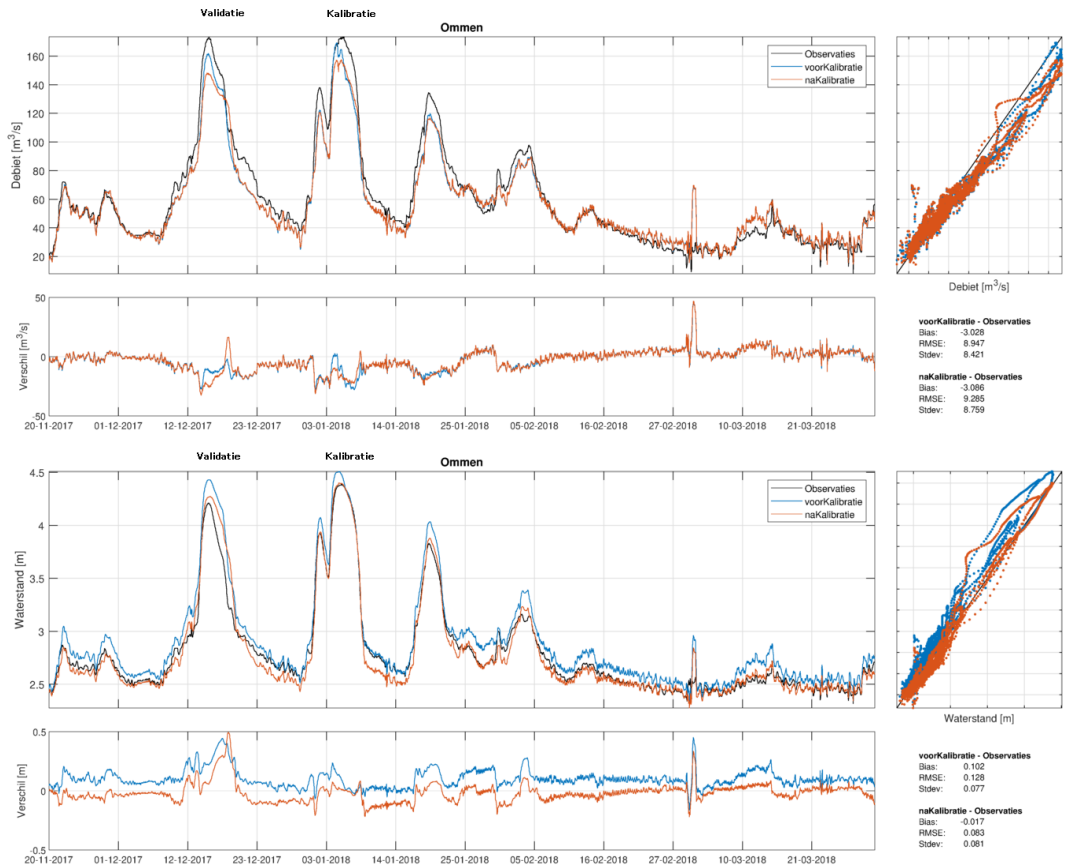 Validatie
Kalibratie
Ommen
Debiet [m³/s]
160
140
120
100
80
60
40
20
Observaties
voorKalibratie
naKalibratie
Debiet [m³/s]
Verschil [m³/s]
50
0
-50
20-11-2017
01-12-2017
12-12-2017
23-12-2017
03-01-2018
14-01-2018
25-01-2018
05-02-2018
16-02-2018
27-02-2018
10-03-2018
21-03-2018
voorKalibratie - Observaties
Bias: -3.028
RMSE: 8.947
Stdev: 8.421
naKalibratie - Observaties
Bias: -3.086
RMSE: 9.285
Stdev: 8.759
Validatie
Kalibratie
Ommen
Waterstand [m]
4.5
4
3.5
3
2.5
Observaties
voorKalibratie
naKalibratie
Waterstand [m]
Verschil [m]
0.5
0
-0.5
20-11-2017
01-12-2017
12-12-2017
23-12-2017
03-01-2018
14-01-2018
25-01-2018
05-02-2018
16-02-2018
27-02-2018
10-03-2018
21-03-2018
voorKalibratie - Observaties
Bias: 0.102
RMSE: 0.128
Stdev: 0.077
naKalibratie - Observaties
Bias: -0.017
RMSE: 0.083
Stdev: 0.081